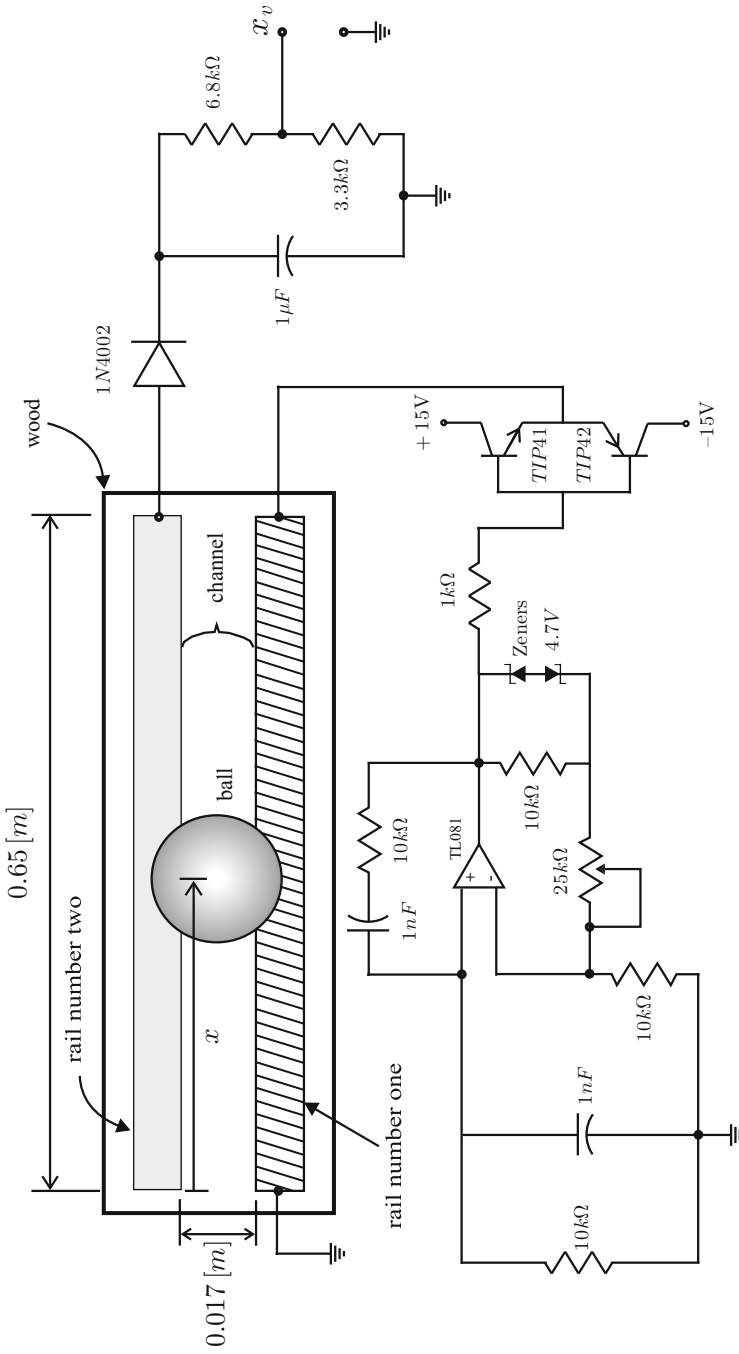 0.65 [m]
rail number two
wood
0.017 [m]
x
ball
channel
rail number one
1N4002
6.8kΩ
3.3kΩ
1μF
x_v
10kΩ
1nF
10kΩ
1nF
10kΩ
TL081
+
-
25kΩ
10kΩ
Zeners
4.7V
1kΩ
+15V
TIP41
TIP42
–15V